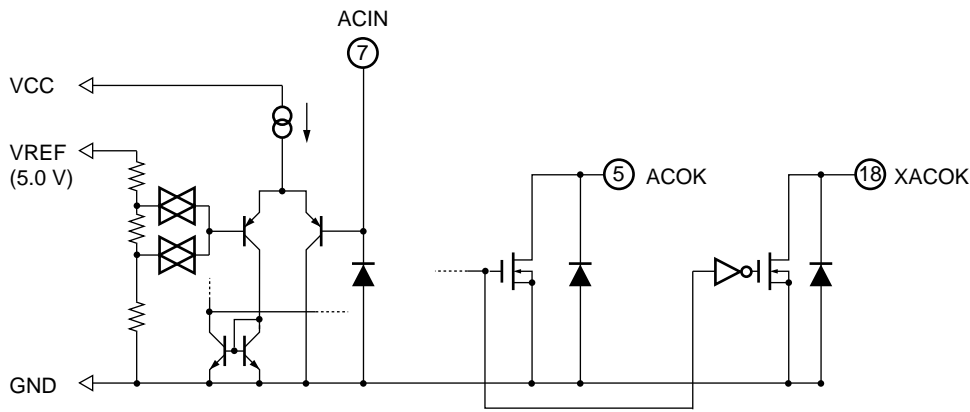 ACIN
7
VCC
VREF
(5.0 V)
5 ACOK
18 XACOK
GND